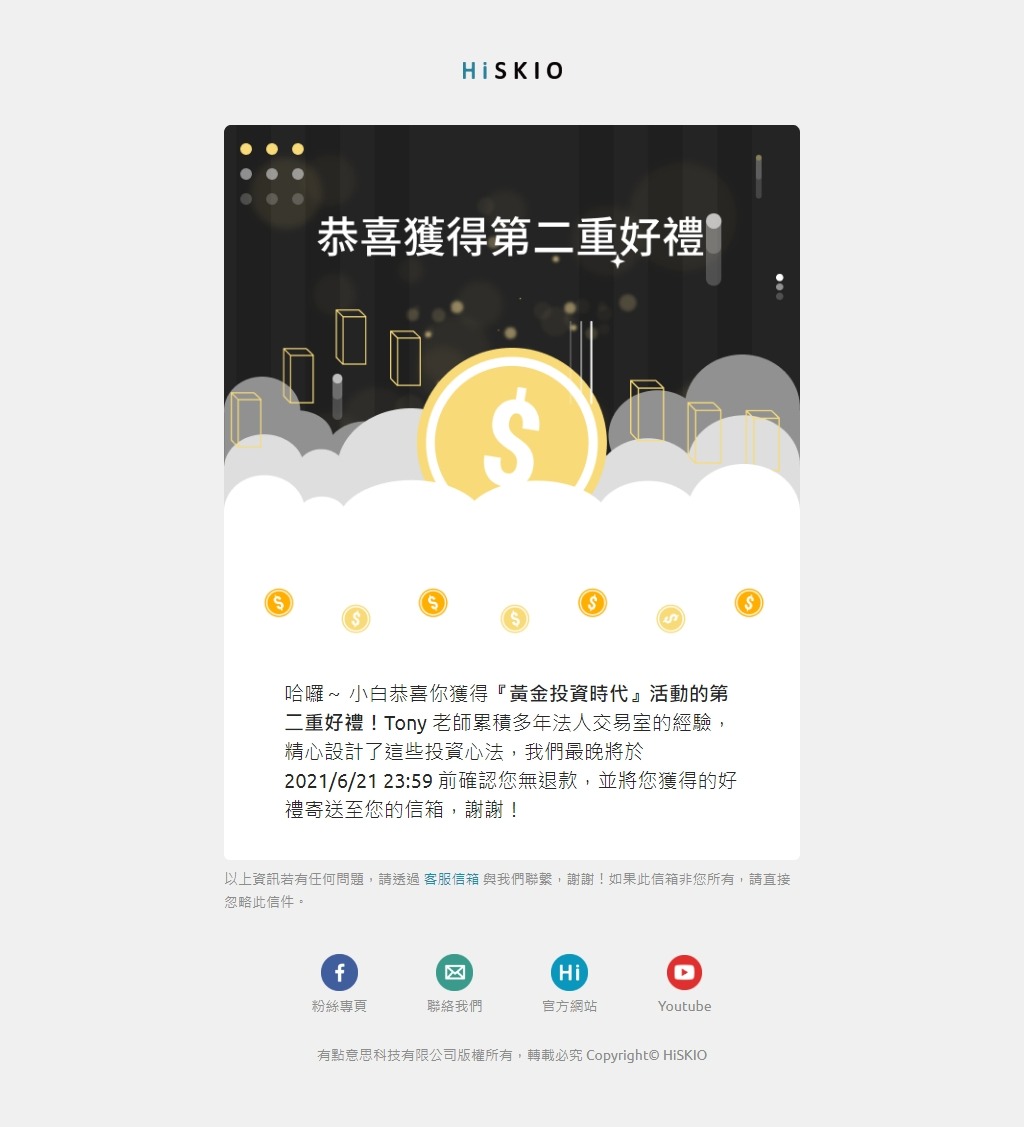 HiSKIO
恭喜獲得第二重好禮
哈囉~ 小白恭喜你獲得『黃金投資時代』活動的第
二重好禮！Tony 老師累積多年法人交易室的經驗，
精心設計了這些投資心法，我們最晚將於
2021/6/21 23:59 前確認您無退款，並將您獲得的好
禮寄送至您的信箱，謝謝！
以上資訊若有任何問題，請透過 客服信箱 與我們聯繫，謝謝！如果此信箱非您所有，請直接
忽略此信件。
Hi
粉絲專頁 聯絡我們 官方網站 Youtube
有點意思科技有限公司版權所有，轉載必究 Copyright© HiSKIO